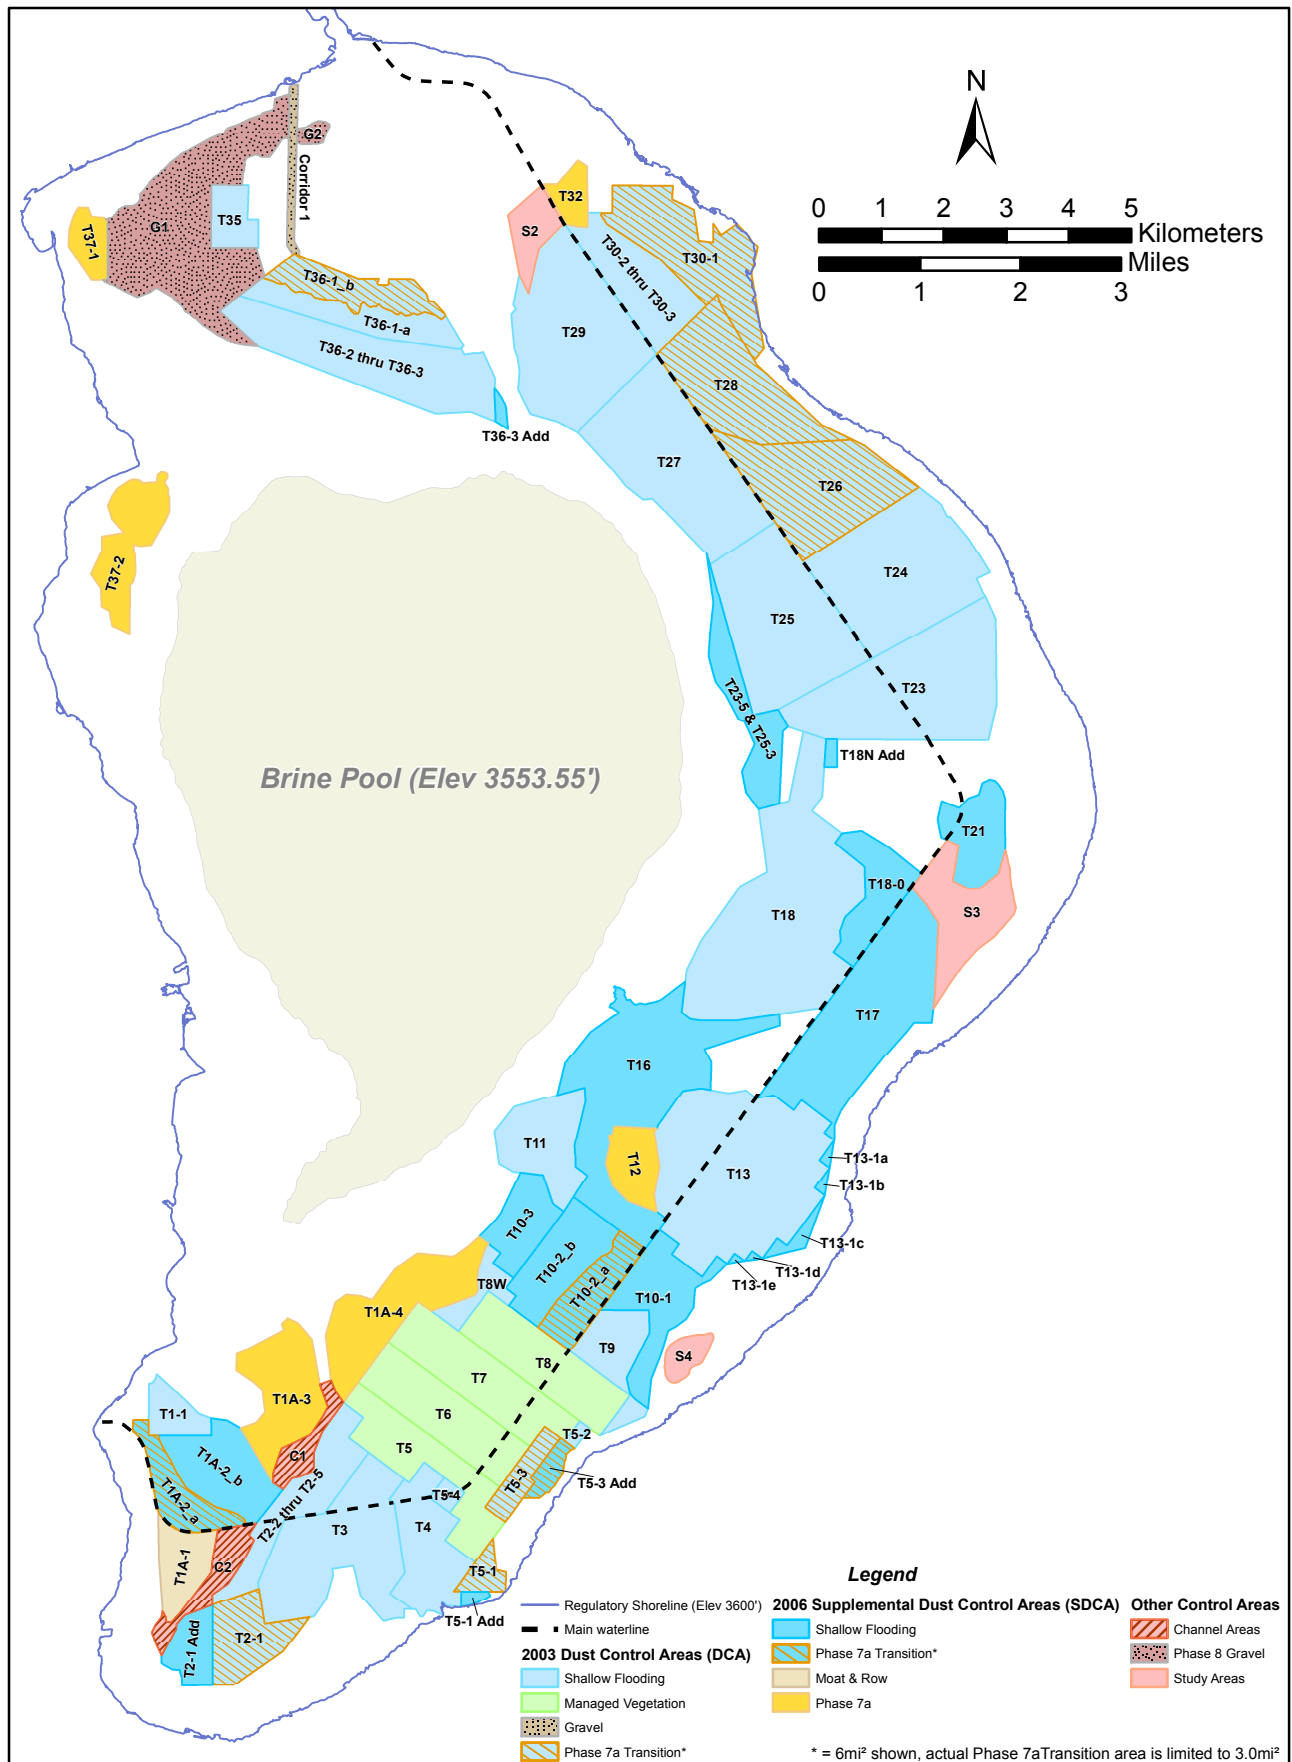 N
0 1 2 3 4 5
Kilometers
Miles
0 1 2 3
G2
Corridor 1
T32
T37-1
G1
T35
S2
T30-2 thru T30-3
T30-1
T36-1_b
T36-1-a
T29
T36-2 thru T36-3
T28
T36-3 Add
T27
T26
T37-2
T24
T25
T23
T23-5 & T25-3
T18N Add
Brine Pool (Elev 3553.55')
T21
T18-0
T18
S3
T17
T16
T11
T12
T13
T13-1a
T13-1b
T10-3
T13-1c
T10-2_b
T13-1d
T13-1e
T10-2_a
T8W
T10-1
T1A-4
T9
S4
T8
T7
T1A-3
T6
T1-1
T5-2
T5
C1
T1A-2_b
T5-3
T5-3 Add
T2-2 thru T2-5
T5-4
T1A-2_a
T3
T4
T1A-1
C2
T5-1
T5-1 Add
T2-1 Add
T2-1
Legend
Regulatory Shoreline (Elev 3600')
Main waterline
2003 Dust Control Areas (DCA)
Shallow Flooding
Managed Vegetation
Gravel
Phase 7a Transition*
2006 Supplemental Dust Control Areas (SDCA)
Shallow Flooding
Phase 7a Transition*
Moat & Row
Phase 7a
Other Control Areas
Channel Areas
Phase 8 Gravel
Study Areas
* = 6mi² shown, actual Phase 7aTransition area is limited to 3.0mi²